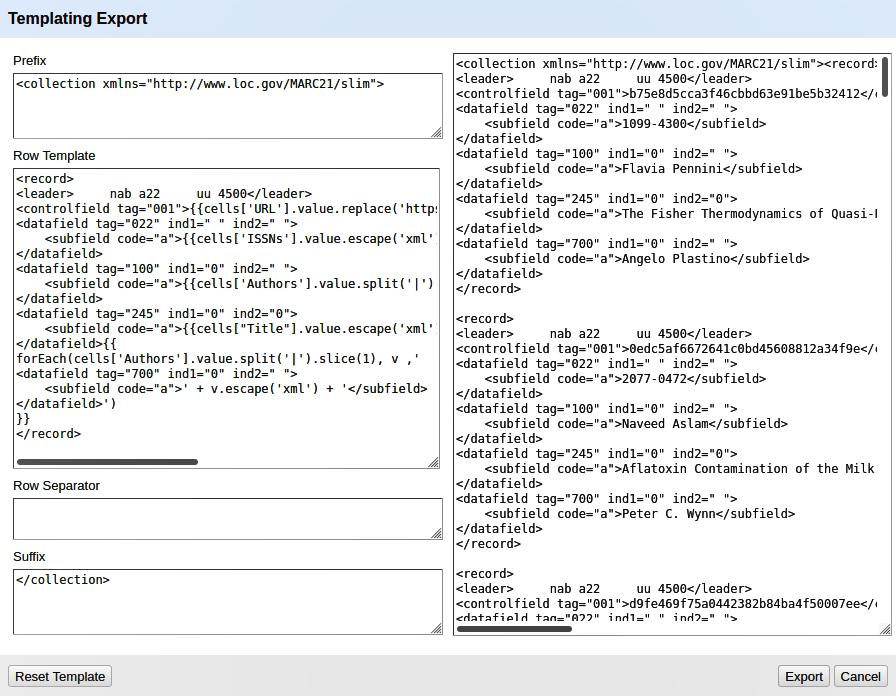 Templating Export
Prefix
<collection xmlns="http://www.loc.gov/MARC21/slim">
Row Template
<record>
<leader>     nab a22     uu 4500</leader>
<controlfield tag="001">{{cells['URL'].value.replace('https
<datafield tag="022" ind1=" " ind2=" ">
    <subfield code="a">{{cells['ISSNs'].value.escape('xml'
</datafield>
<datafield tag="100" ind1="0" ind2=" ">
    <subfield code="a">{{cells['Authors'].value.split('|')
</datafield>
<datafield tag="245" ind1="0" ind2="0">
    <subfield code="a">{{cells["Title"].value.escape('xml'
</datafield>{{
forEach(cells['Authors'].value.split('|').slice(1), v ,'
<datafield tag="700" ind1="0" ind2=" ">
    <subfield code="a">' + v.escape('xml') + '</subfield>
</datafield>')
}}
</record>
Row Separator
Suffix
</collection>
<collection xmlns="http://www.loc.gov/MARC21/slim"><record>
<leader>     nab a22     uu 4500</leader>
<controlfield tag="001">b75e8d5cca3f46cbbd63e91be5b32412</c
<datafield tag="022" ind1=" " ind2=" ">
    <subfield code="a">1099-4300</subfield>
</datafield>
<datafield tag="100" ind1="0" ind2=" ">
    <subfield code="a">Flavia Pennini</subfield>
</datafield>
<datafield tag="245" ind1="0" ind2="0">
    <subfield code="a">The Fisher Thermodynamics of Quasi-
</datafield>
<datafield tag="700" ind1="0" ind2=" ">
    <subfield code="a">Angelo Plastino</subfield>
</datafield>
</record>
<record>
<leader>     nab a22     uu 4500</leader>
<controlfield tag="001">0edc5af6672641c0bd45608812a34f9e</c
<datafield tag="022" ind1=" " ind2=" ">
    <subfield code="a">2077-0472</subfield>
</datafield>
<datafield tag="100" ind1="0" ind2=" ">
    <subfield code="a">Naveed Aslam</subfield>
</datafield>
<datafield tag="245" ind1="0" ind2="0">
    <subfield code="a">Aflatoxin Contamination of the Milk
</datafield>
<datafield tag="700" ind1="0" ind2=" ">
    <subfield code="a">Peter C. Wynn</subfield>
</datafield>
</record>
<record>
<leader>     nab a22     uu 4500</leader>
<controlfield tag="001">d9fe469f75a0442382b84ba4f50007ee</c
<datafield tag="022" ind1=" " ind2=" ">
Reset Template
Export
Cancel